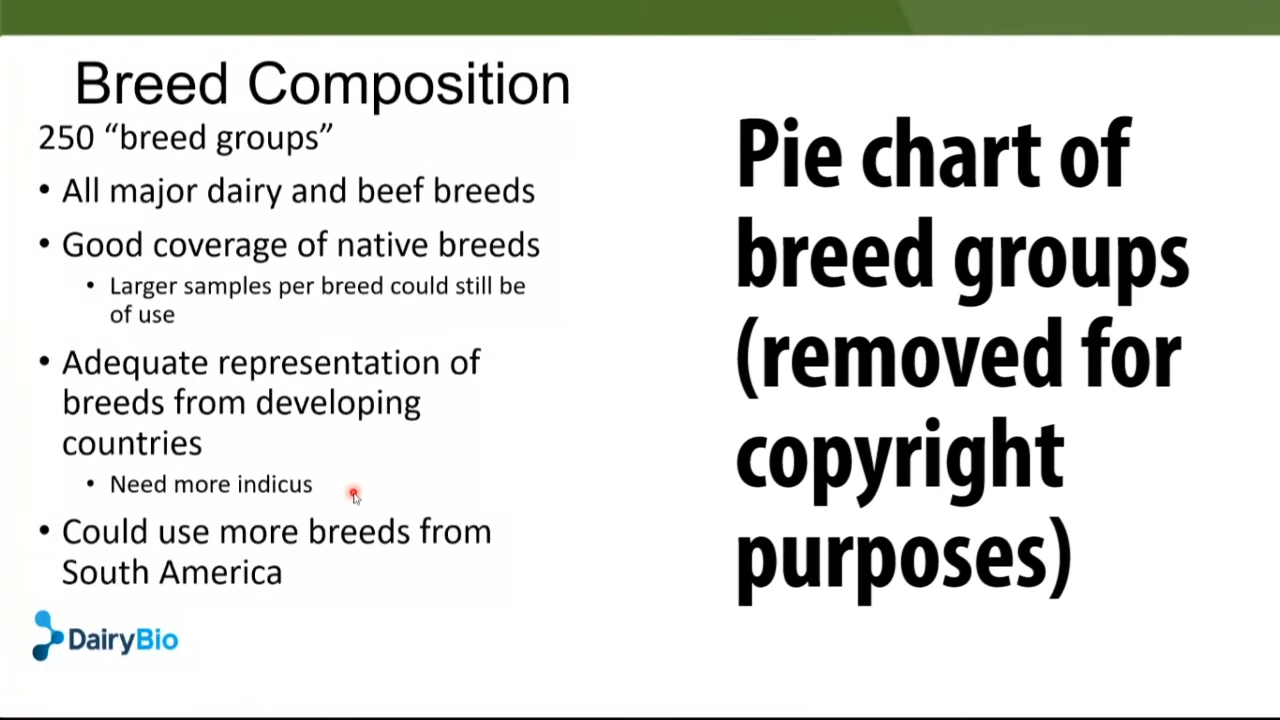 Breed Composition
250 “breed groups”
• All major dairy and beef breeds
• Good coverage of native breeds
• Larger samples per breed could still be
of use
• Adequate representation of
breeds from developing
countries
• Need more indicus
• Could use more breeds from
South America
DairyBio
Pie chart of
breed groups
(removed for
copyright
purposes)